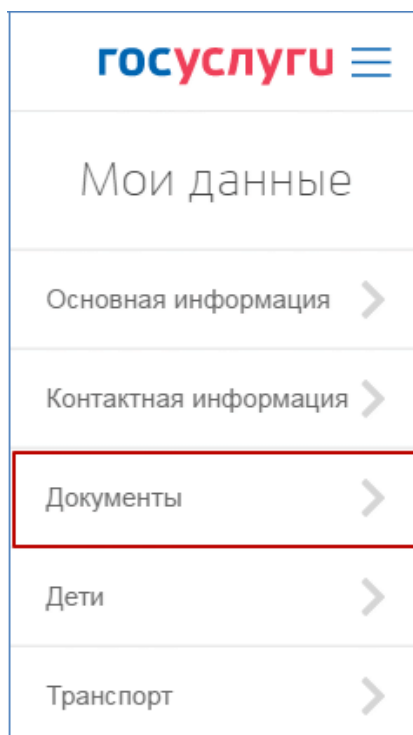 госуслуги
Мои данные
Основная информация
Контактная информация
Документы
Дети
Транспорт